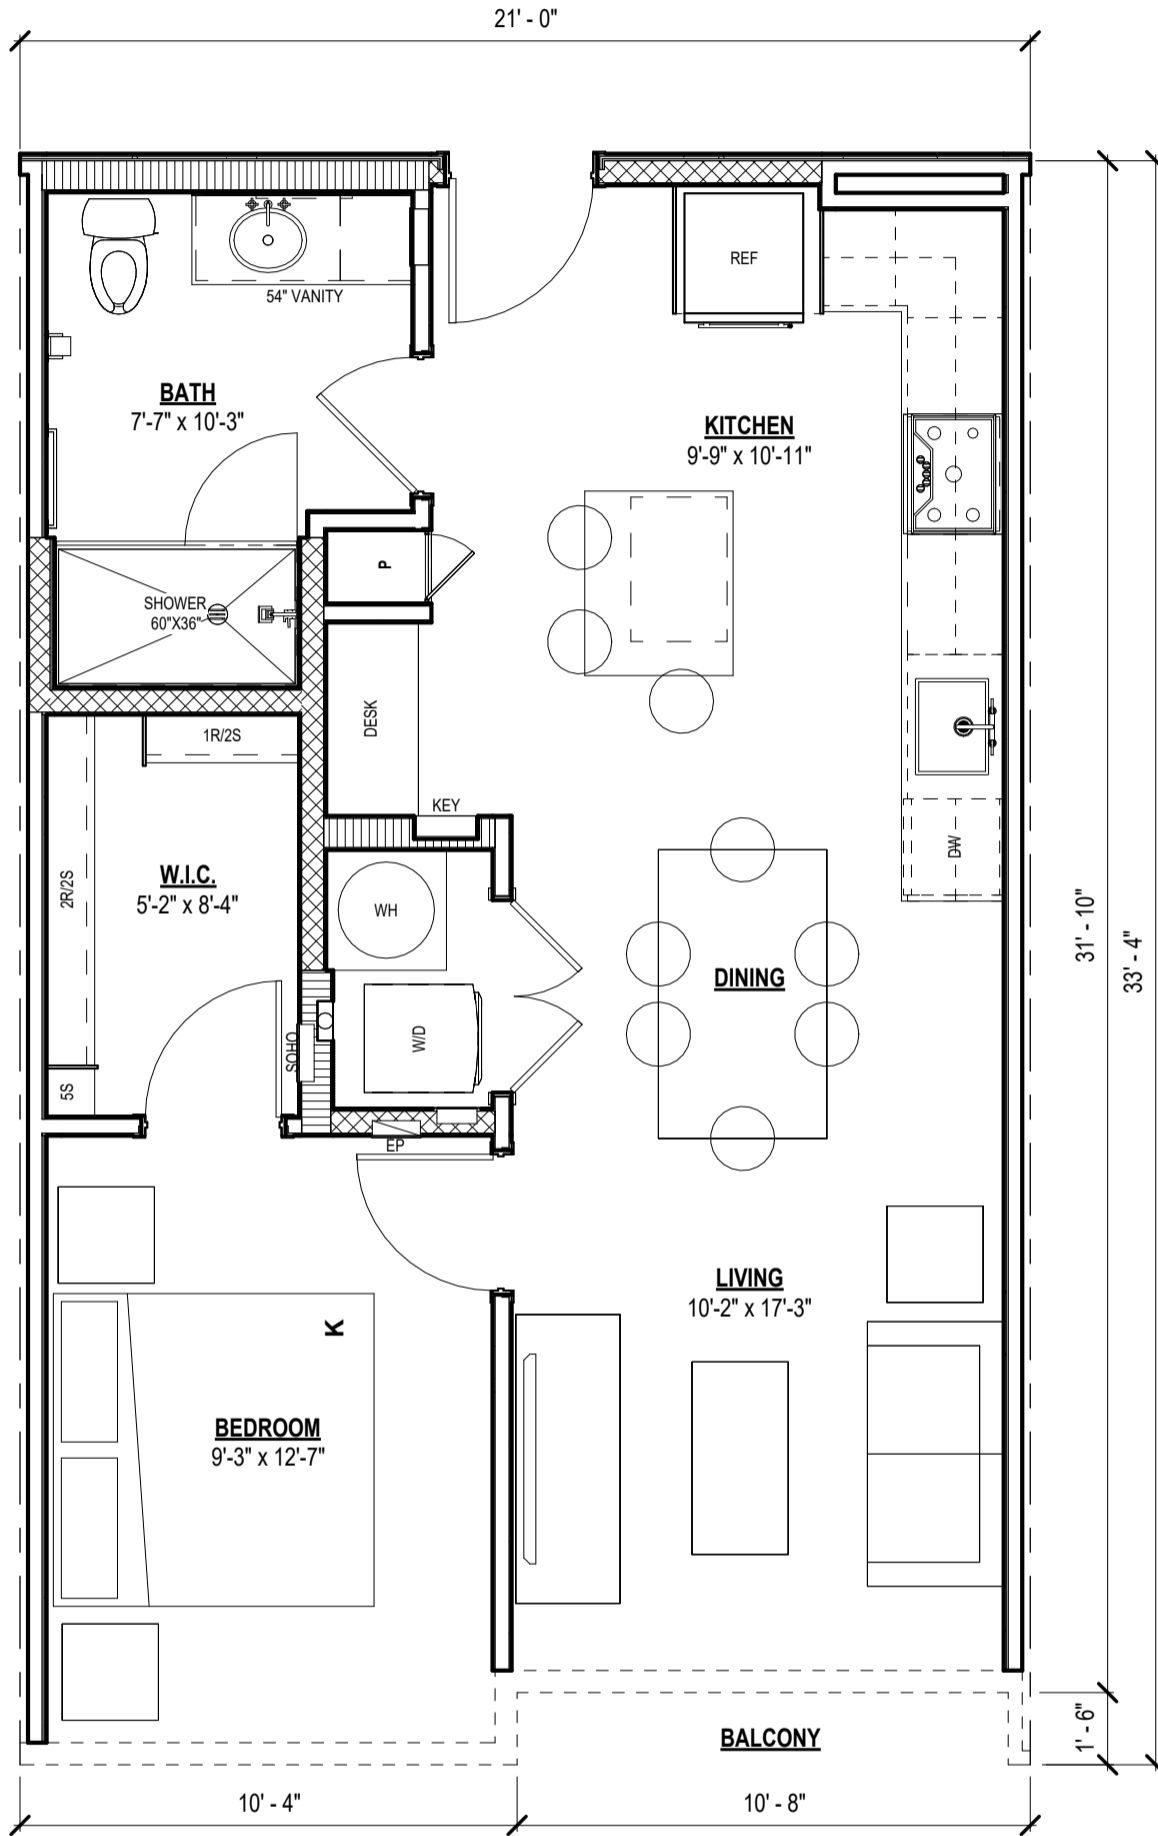 21' - 0"
REF
54" VANITY
BATH
7'-7" x 10'-3"
KITCHEN
9'-9" x 10'-11"
P
SHOWER
60"X36"
DESK
1R/2S
KEY
2R/2S
W.I.C.
5'-2" x 8'-4"
WH
DW
31' - 10"
33' - 4"
DINING
W/D
SOHO
5S
EP
LIVING
10'-2" x 17'-3"
K
BEDROOM
9'-3" x 12'-7"
BALCONY
1' - 6"
10' - 4"
10' - 8"